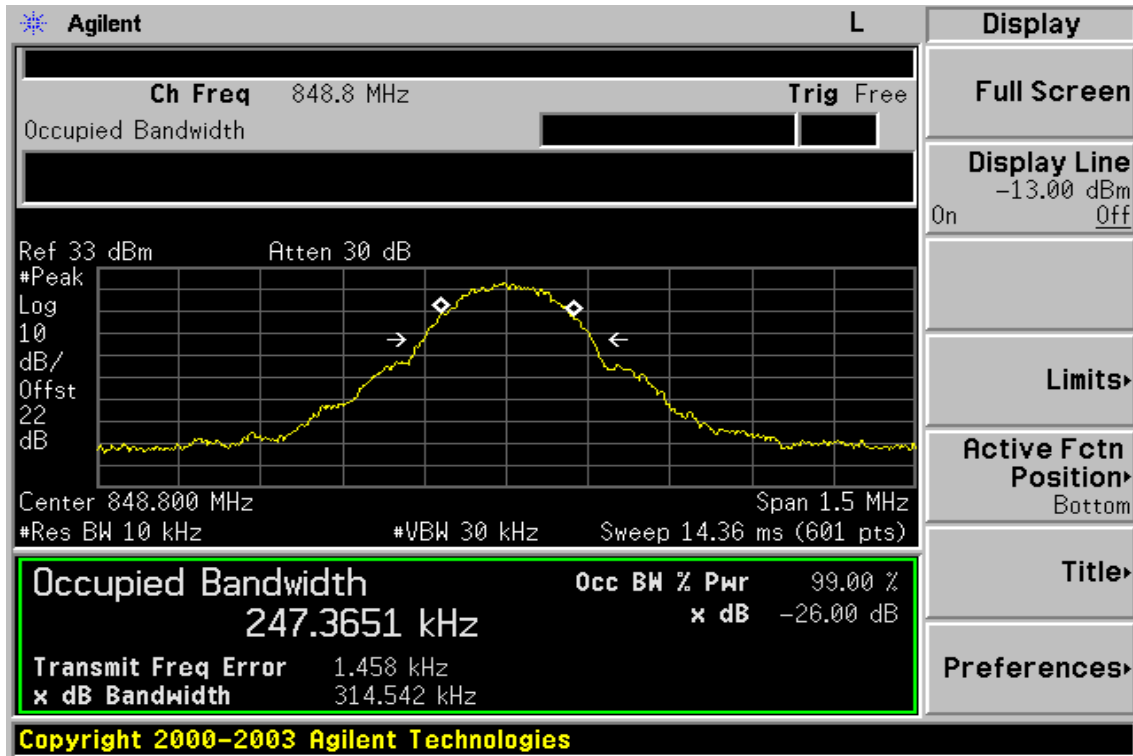 Agilent L Display
Ch Freq 848.8 MHz Trig Free
Occupied Bandwidth
Full Screen
Display Line
-13.00 dBm
On Off
Ref 33 dBm Atten 30 dB
#Peak
Log
10
dB/
Offst
22
dB
Limits
Active Fctn
Position
Bottom
Center 848.800 MHz Span 1.5 MHz
#Res BW 10 kHz #VBW 30 kHz Sweep 14.36 ms (601 pts)
Occupied Bandwidth Occ BW % Pwr 99.00 %
247.3651 kHz x dB -26.00 dB
Transmit Freq Error 1.458 kHz
x dB Bandwidth 314.542 kHz
Title
Preferences
Copyright 2000-2003 Agilent Technologies